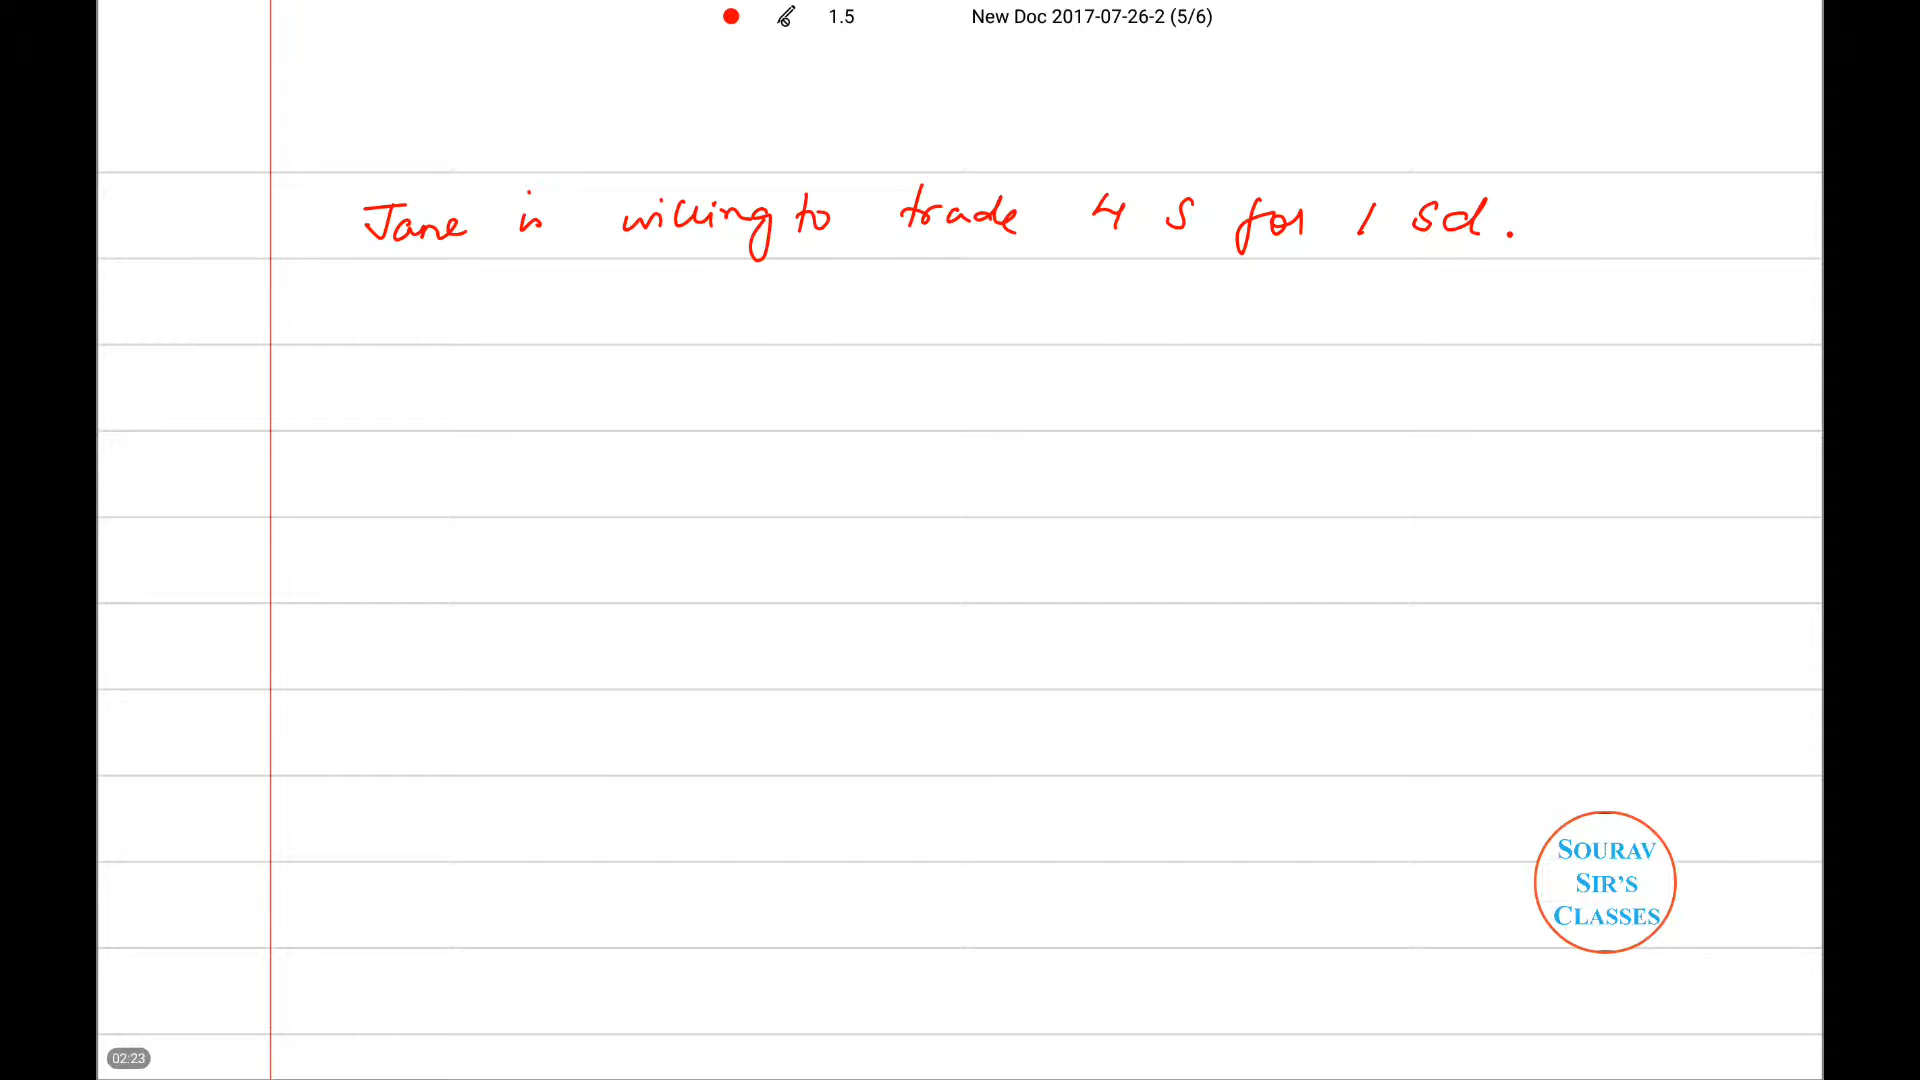 1.5 New Doc 2017-07-26-2 (5/6)
Jane is willing to trade 4 S for 1 Sd.
SOURAV
SIR'S
CLASSES
02:23